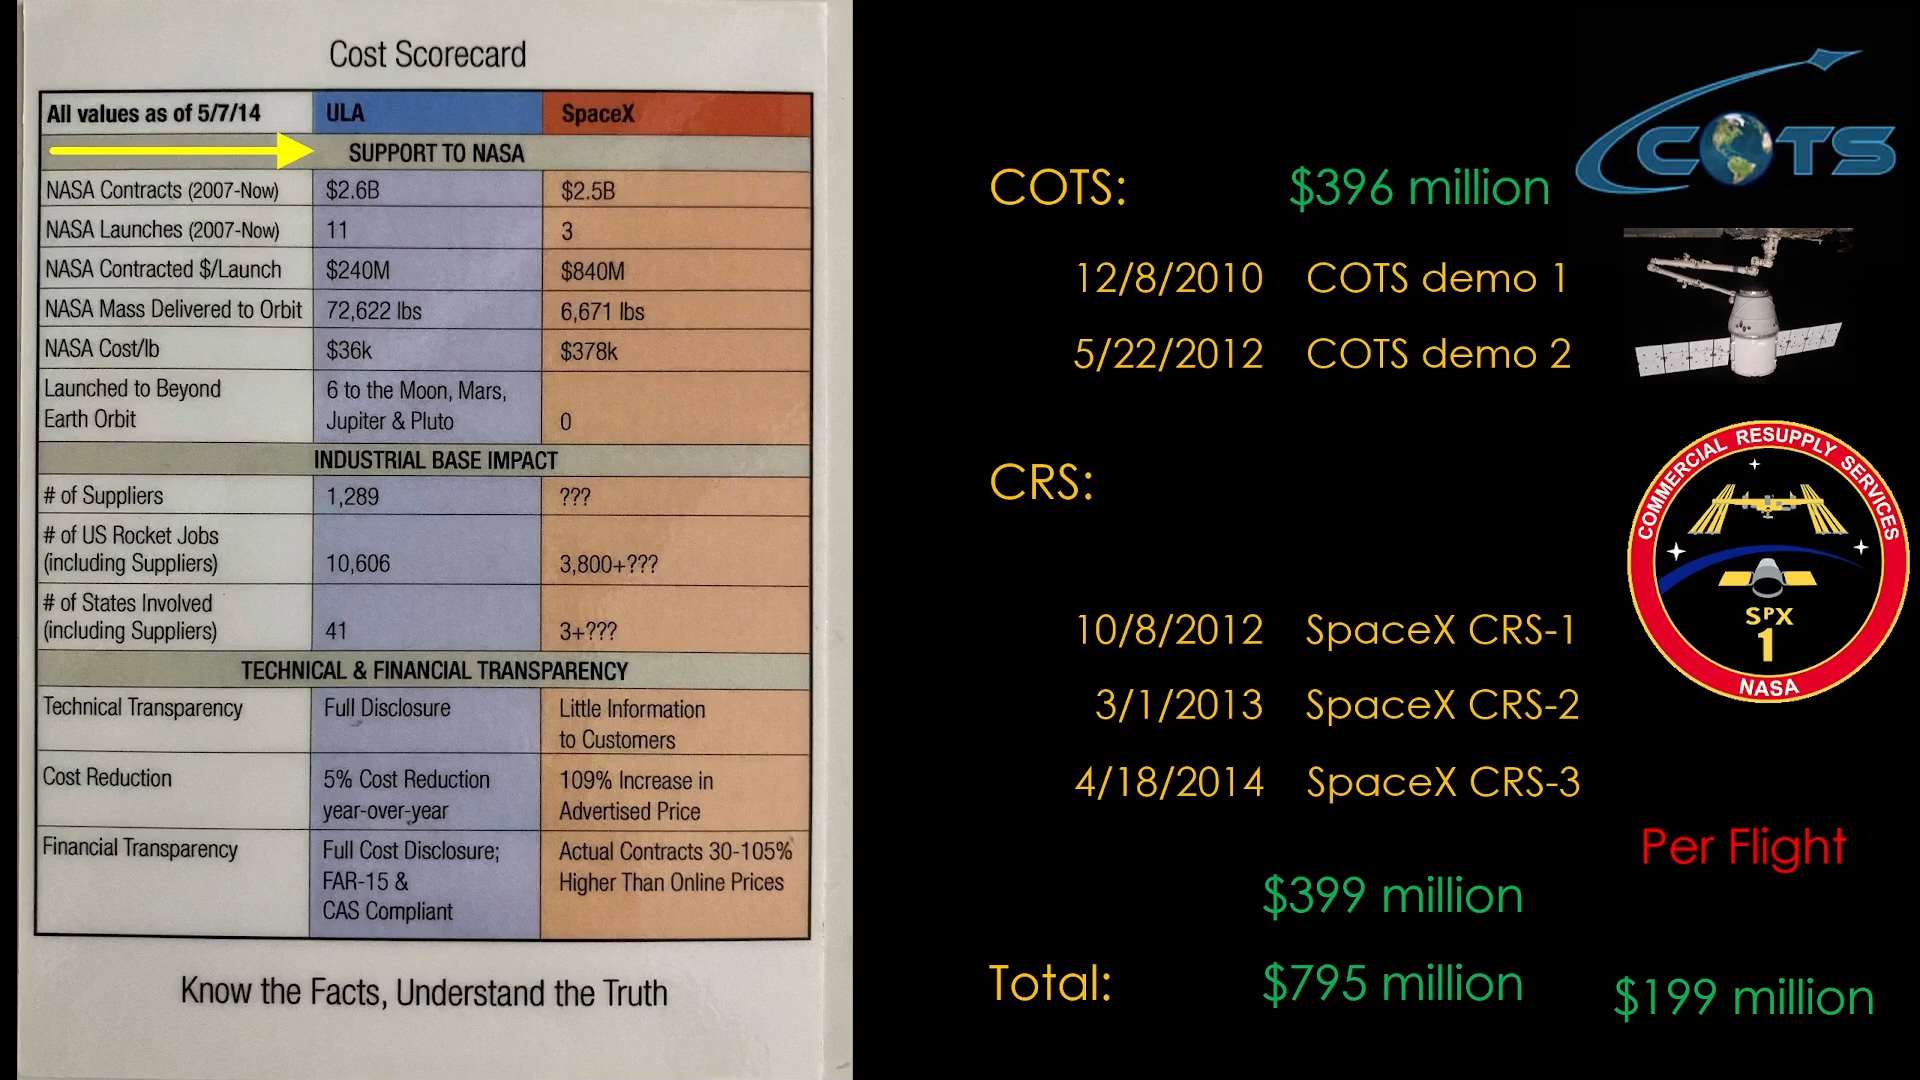 Cost Scorecard
All values as of 5/7/14 ULA SpaceX
SUPPORT TO NASA
NASA Contracts (2007-Now) $2.6B $2.5B
NASA Launches (2007-Now) 11 3
NASA Contracted $/Launch $240M $840M
NASA Mass Delivered to Orbit 72,622 lbs 6,671 lbs
NASA Cost/lb $36k $378k
Launched to Beyond 6 to the Moon, Mars,
Earth Orbit Jupiter & Pluto 0
INDUSTRIAL BASE IMPACT
# of Suppliers 1,289 ???
# of US Rocket Jobs
(including Suppliers) 10,606 3,800+???
# of States Involved
(including Suppliers) 41 3+???
TECHNICAL & FINANCIAL TRANSPARENCY
Technical Transparency Full Disclosure Little Information
to Customers
Cost Reduction 5% Cost Reduction 109% Increase in
year-over-year Advertised Price
Financial Transparency Full Cost Disclosure; Actual Contracts 30-105%
FAR-15 & Higher Than Online Prices
CAS Compliant
Know the Facts, Understand the Truth
COTS
COTS: $396 million
12/8/2010 COTS demo 1
5/22/2012 COTS demo 2
CRS:
COMMERCIAL RESUPPLY SERVICES
SPX
1
NASA
10/8/2012 SpaceX CRS-1
3/1/2013 SpaceX CRS-2
4/18/2014 SpaceX CRS-3
Per Flight
$399 million
Total: $795 million $199 million